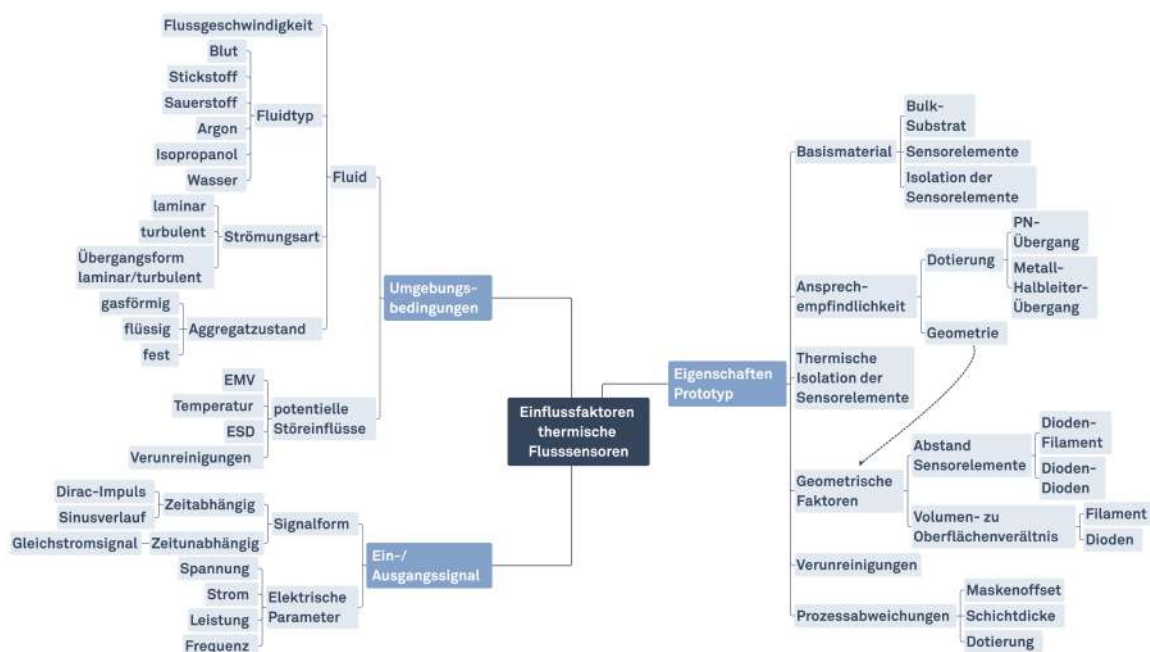 Flussgeschwindigkeit
Blut
Stickstoff
Sauerstoff
Argon
Isopropanol
Wasser
Fluidtyp
laminar
turbulent
Übergangsform
laminar/turbulent
Strömungsart
gasförmig
flüssig
fest
Aggregatzustand
Fluid
EMV
Temperatur
ESD
Verunreinigungen
potentielle
Störeinflüsse
Umgebungs-
bedingungen
Dirac-Impuls
Sinusverlauf
Zeitabhängig
Gleichstromsignal
Zeitunabhängig
Signalform
Spannung
Strom
Leistung
Frequenz
Elektrische
Parameter
Ein-/
Ausgangssignal
Einflussfaktoren
thermische
Flusssensoren
Eigenschaften
Prototyp
Basismaterial
Bulk-
Substrat
Sensorelemente
Isolation der
Sensorelemente
Ansprech-
empfindlichkeit
Dotierung
PN-
Übergang
Metall-
Halbleiter-
Übergang
Geometrie
Thermische
Isolation der
Sensorelemente
Geometrische
Faktoren
Abstand
Sensorelemente
Dioden-
Filament
Dioden-
Dioden
Volumen- zu
Oberflächenverältnis
Filament
Dioden
Verunreinigungen
Prozessabweichungen
Maskenoffset
Schichtdicke
Dotierung